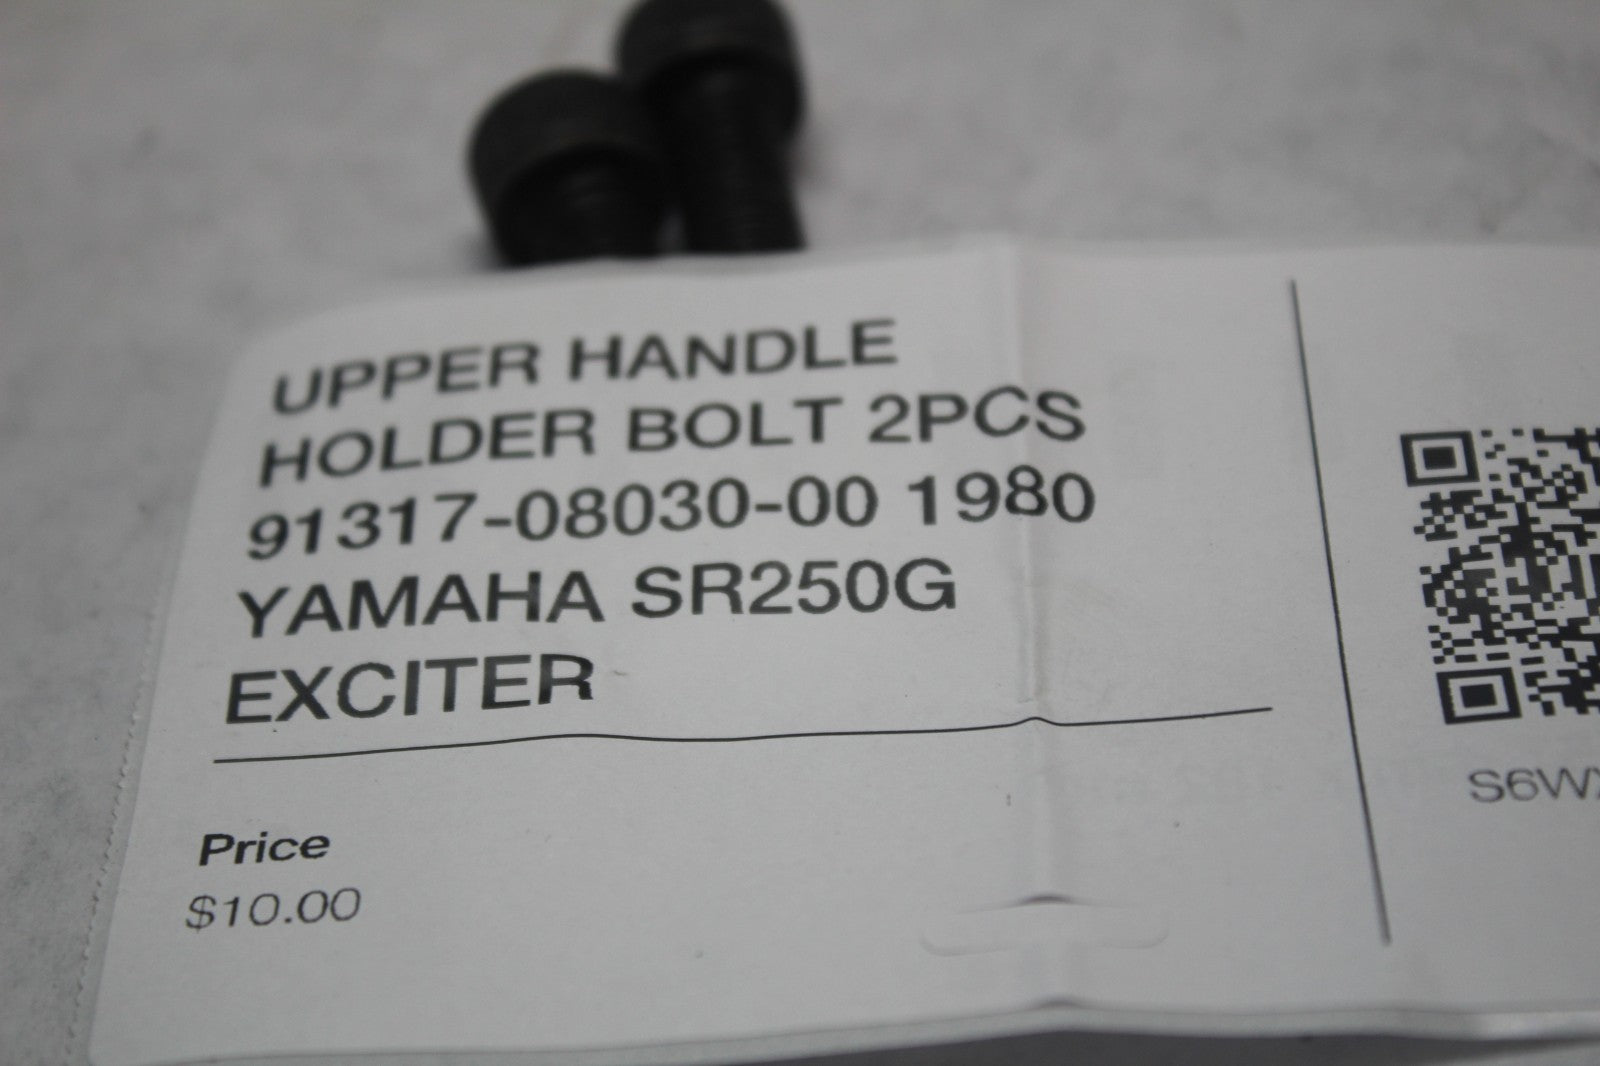 UPPER HANDLE
HOLDER BOLT 2PCS
91317-08030-00 1980
YAMAHA SR250G
EXCITER
Price
$10.00